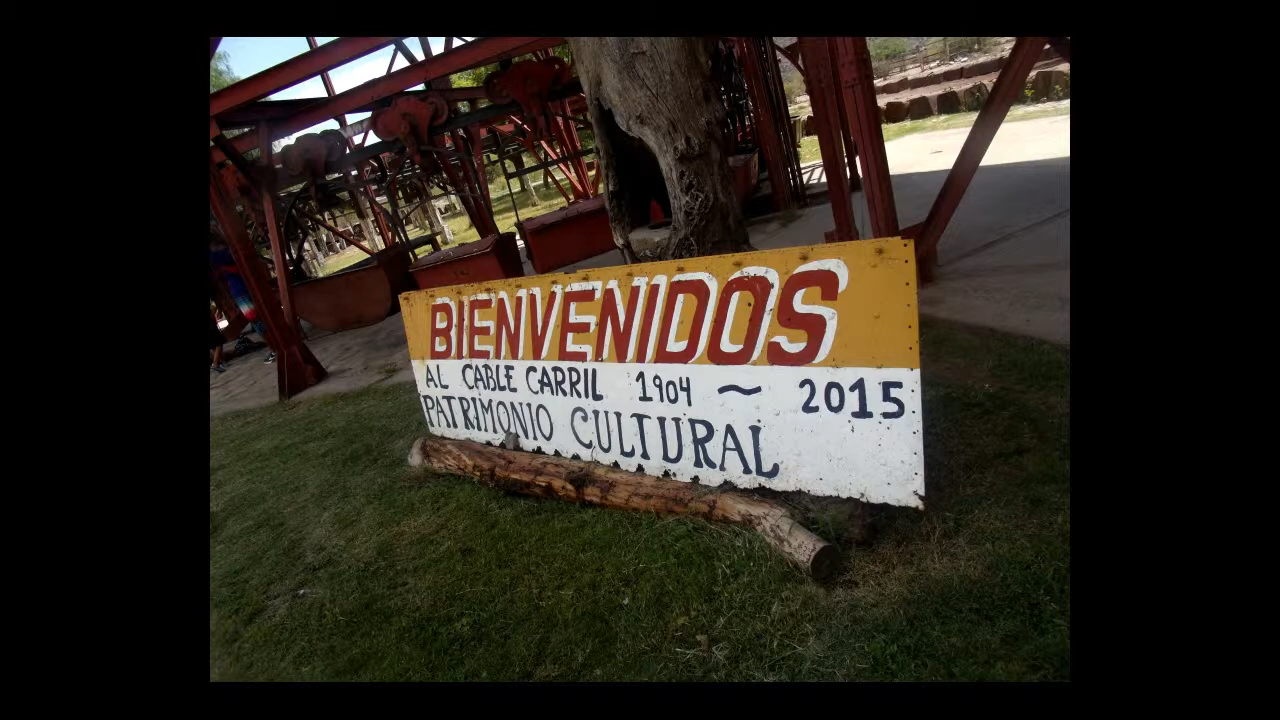 BIENVENIDOS
AL CABLE CARRIL 1904 ~ 2015
PATRIMONIO CULTURAL